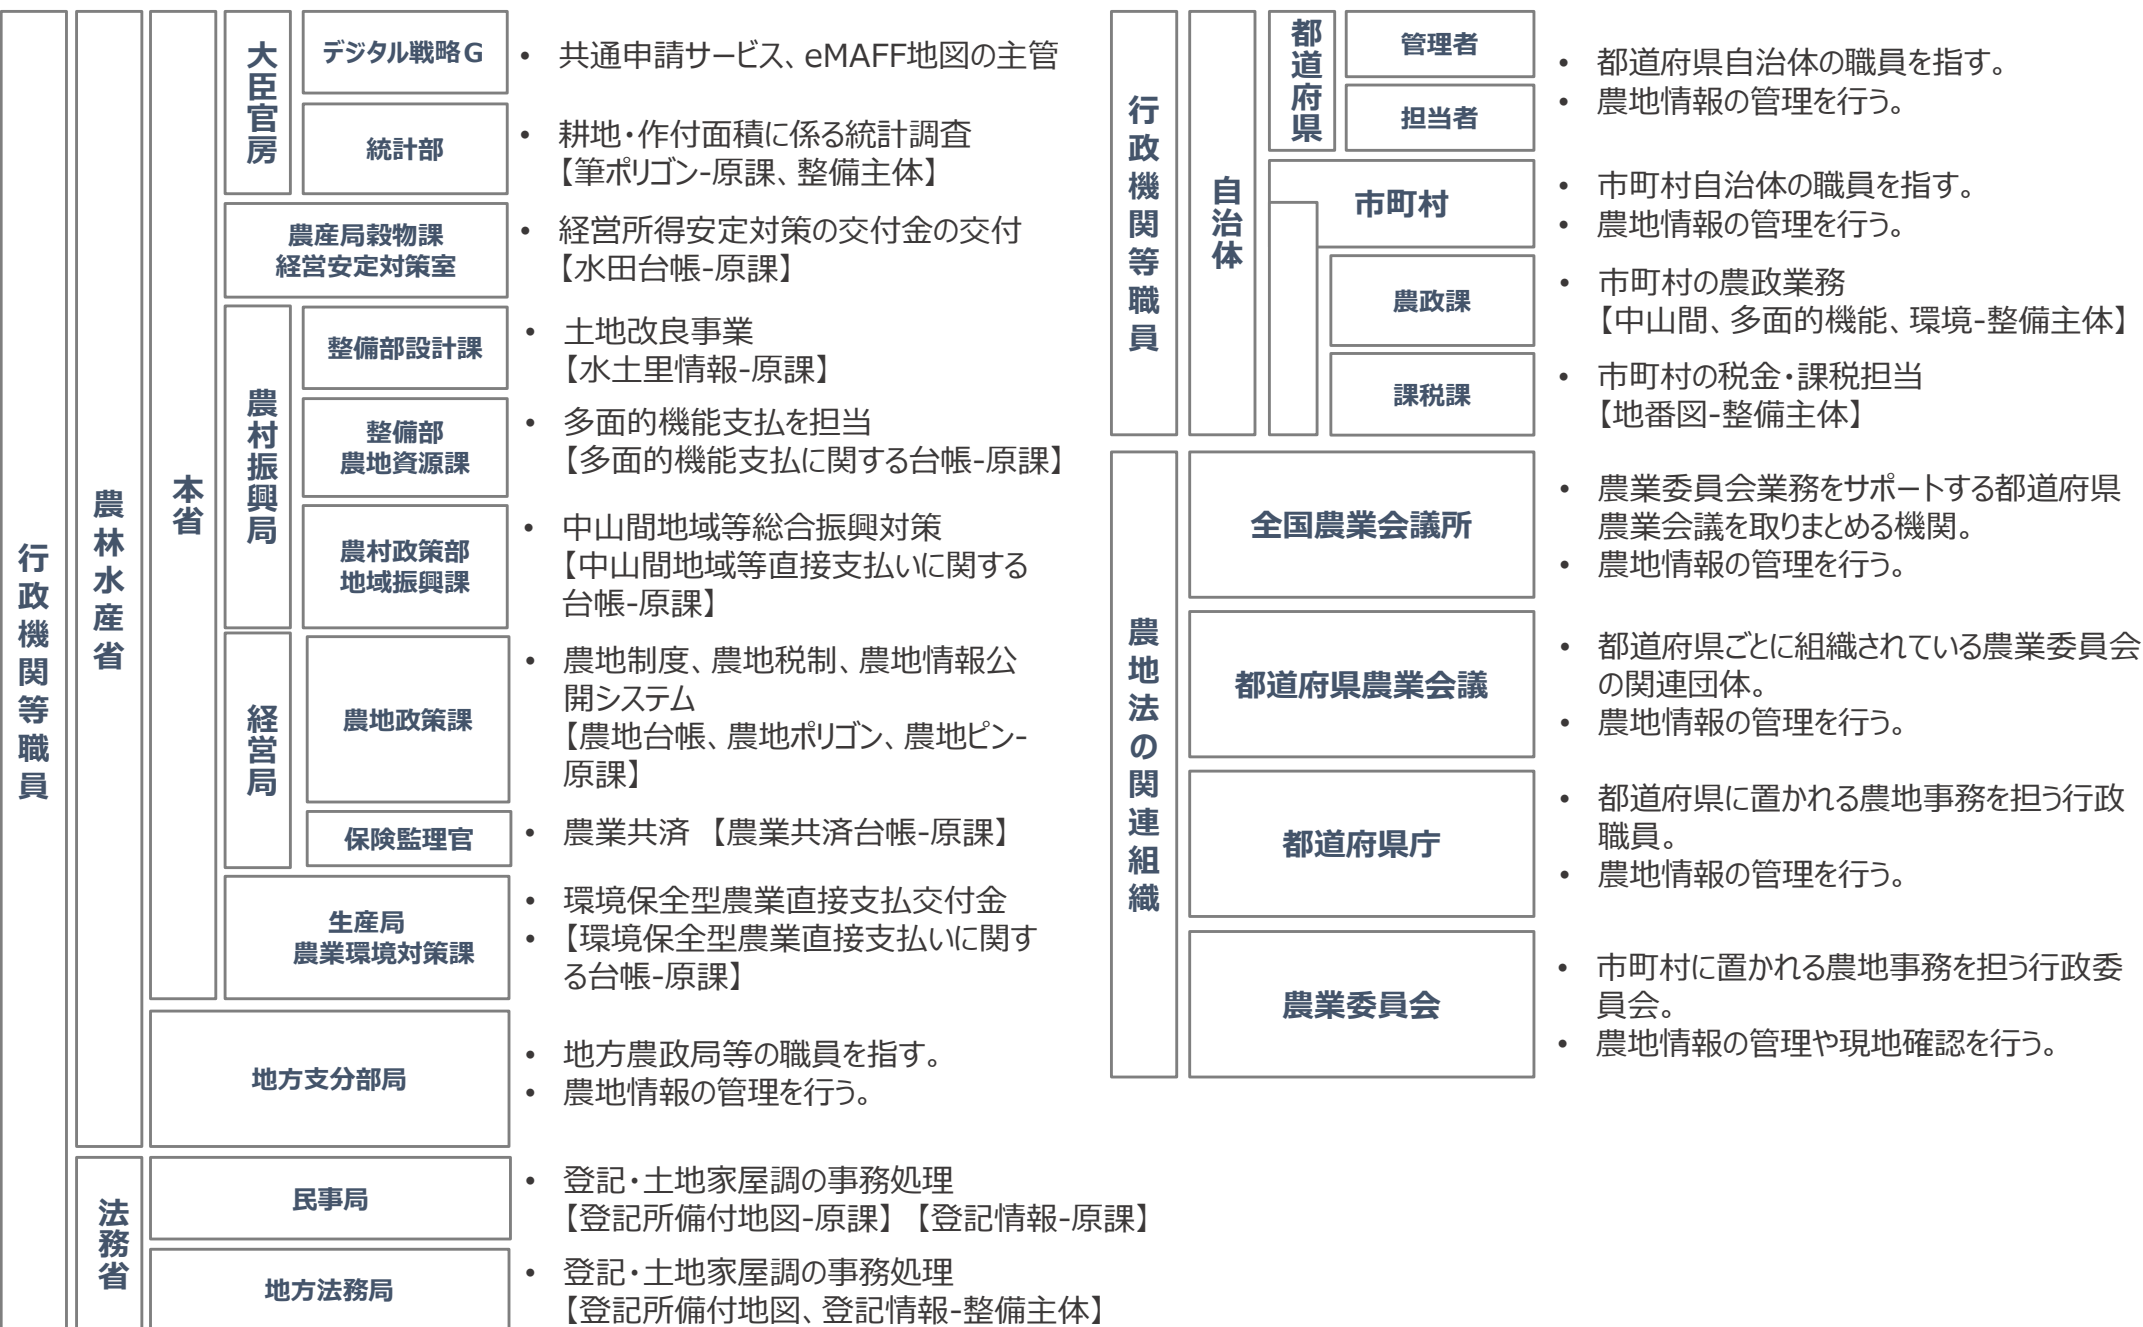 行政機関等職員
農林水産省
本省
大臣官房
デジタル戦略G
• 共通申請サービス、eMAFF地図の主管
統計部
• 耕地・作付面積に係る統計調査
【筆ポリゴン-原課、整備主体】
農産局穀物課
経営安定対策室
• 経営所得安定対策の交付金の交付
【水田台帳-原課】
農村振興局
整備部設計課
• 土地改良事業
【水土里情報-原課】
整備部
農地資源課
• 多面的機能支払を担当
【多面的機能支払に関する台帳-原課】
農村政策部
地域振興課
• 中山間地域等総合振興対策
【中山間地域等直接支払いに関する
台帳-原課】
経営局
農地政策課
• 農地制度、農地税制、農地情報公
開システム
【農地台帳、農地ポリゴン、農地ピン-
原課】
保険監理官
• 農業共済 【農業共済台帳-原課】
生産局
農業環境対策課
• 環境保全型農業直接支払交付金
• 【環境保全型農業直接支払いに関す
る台帳-原課】
地方支分部局
• 地方農政局等の職員を指す。
• 農地情報の管理を行う。
法務省
民事局
• 登記・土地家屋調の事務処理
【登記所備付地図-原課】 【登記情報-原課】
地方法務局
• 登記・土地家屋調の事務処理
【登記所備付地図、登記情報-整備主体】
行政機関等職員
自治体
都道府県
管理者
担当者
• 都道府県自治体の職員を指す。
• 農地情報の管理を行う。
市町村
• 市町村自治体の職員を指す。
• 農地情報の管理を行う。
農政課
• 市町村の農政業務
【中山間、多面的機能、環境-整備主体】
課税課
• 市町村の税金・課税担当
【地番図-整備主体】
農地法の関連組織
全国農業会議所
• 農業委員会業務をサポートする都道府県
農業会議を取りまとめる機関。
• 農地情報の管理を行う。
都道府県農業会議
• 都道府県ごとに組織されている農業委員会
の関連団体。
• 農地情報の管理を行う。
都道府県庁
• 都道府県に置かれる農地事務を担う行政
職員。
• 農地情報の管理を行う。
農業委員会
• 市町村に置かれる農地事務を担う行政委
員会。
• 農地情報の管理や現地確認を行う。